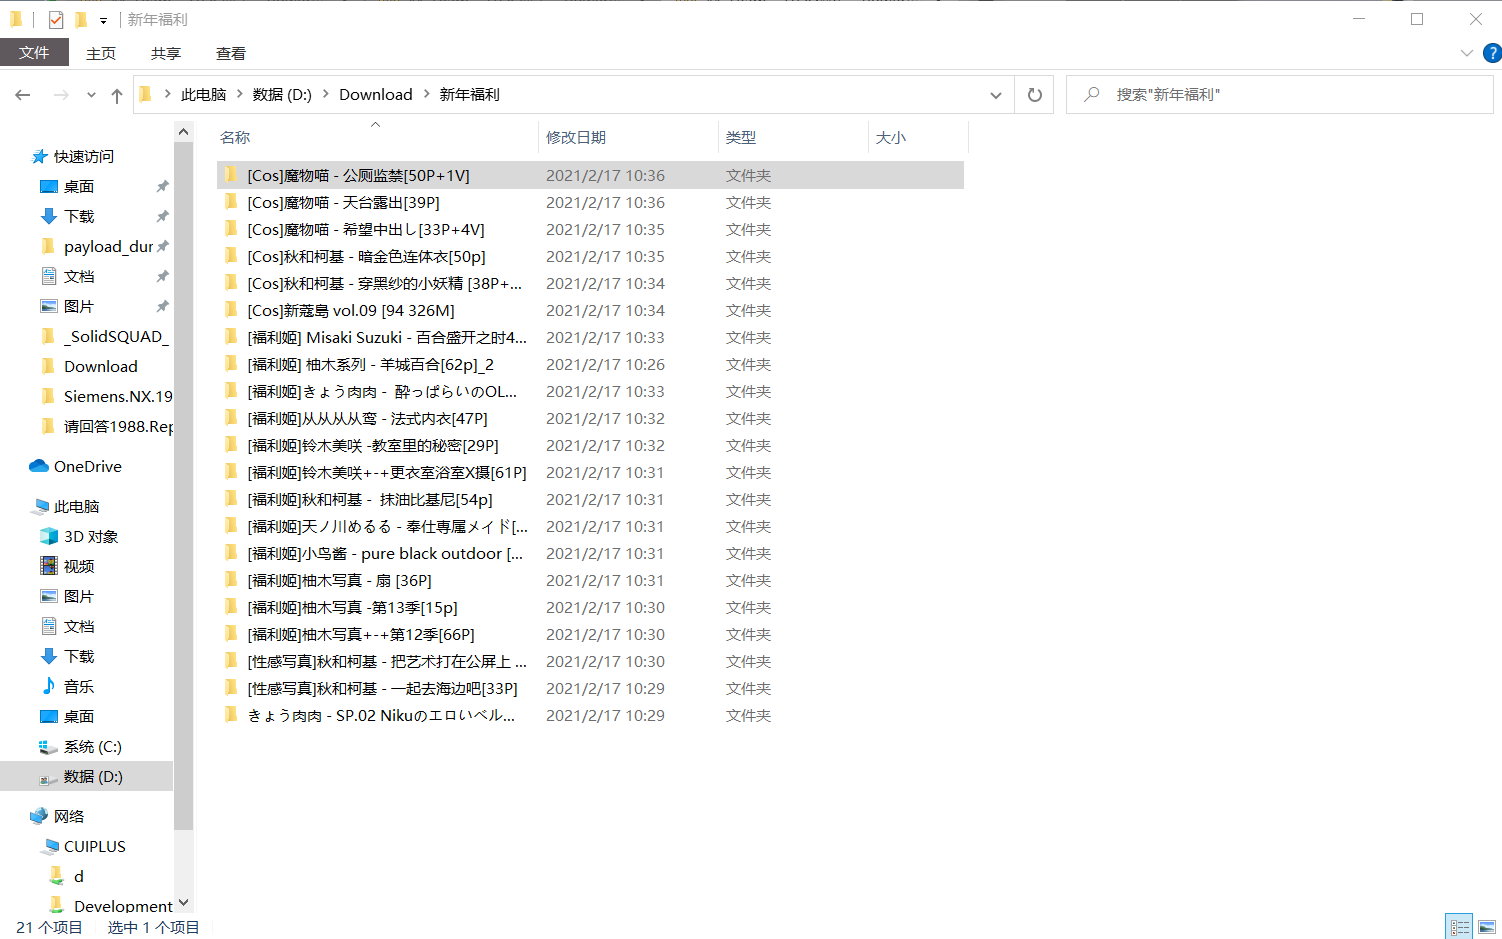 新年福利
文件 主页 共享 查看
此电脑 数据 (D:) Download 新年福利 搜索"新年福利"
名称 修改日期 类型 大小
快速访问
桌面
下载
payload_dur
文档
图片
_SolidSQUAD_
Download
Siemens.NX.19
请回答1988.Rep
OneDrive
此电脑
3D 对象
视频
图片
文档
下载
音乐
桌面
系统 (C:)
数据 (D:)
网络
CUIPLUS
d
Development
[Cos]魔物喵 - 公厕监禁[50P+1V] 2021/2/17 10:36 文件夹
[Cos]魔物喵 - 天台露出[39P] 2021/2/17 10:36 文件夹
[Cos]魔物喵 - 希望中出し[33P+4V] 2021/2/17 10:35 文件夹
[Cos]秋和柯基 - 暗金色连体衣[50p] 2021/2/17 10:35 文件夹
[Cos]秋和柯基 - 穿黑纱的小妖精 [38P+... 2021/2/17 10:34 文件夹
[Cos]新蔻島 vol.09 [94 326M] 2021/2/17 10:34 文件夹
[福利姬] Misaki Suzuki - 百合盛开之时4... 2021/2/17 10:33 文件夹
[福利姬] 柚木系列 - 羊城百合[62p]_2 2021/2/17 10:26 文件夹
[福利姬]きょう肉肉 - 酔っぱらいのOL... 2021/2/17 10:33 文件夹
[福利姬]从从从从鸾 - 法式内衣[47P] 2021/2/17 10:32 文件夹
[福利姬]铃木美咲 -教室里的秘密[29P] 2021/2/17 10:32 文件夹
[福利姬]铃木美咲+-+更衣室浴室X摄[61P] 2021/2/17 10:31 文件夹
[福利姬]秋和柯基 - 抹油比基尼[54p] 2021/2/17 10:31 文件夹
[福利姬]天ノ川めるる - 奉仕専属メイド[... 2021/2/17 10:31 文件夹
[福利姬]小鸟酱 - pure black outdoor [... 2021/2/17 10:31 文件夹
[福利姬]柚木写真 - 扇 [36P] 2021/2/17 10:31 文件夹
[福利姬]柚木写真 -第13季[15p] 2021/2/17 10:30 文件夹
[福利姬]柚木写真+-+第12季[66P] 2021/2/17 10:30 文件夹
[性感写真]秋和柯基 - 把艺术打在公屏上 ... 2021/2/17 10:30 文件夹
[性感写真]秋和柯基 - 一起去海边吧[33P] 2021/2/17 10:29 文件夹
きょう肉肉 - SP.02 Nikuのエロいベル... 2021/2/17 10:29 文件夹
21 个项目 选中 1 个项目